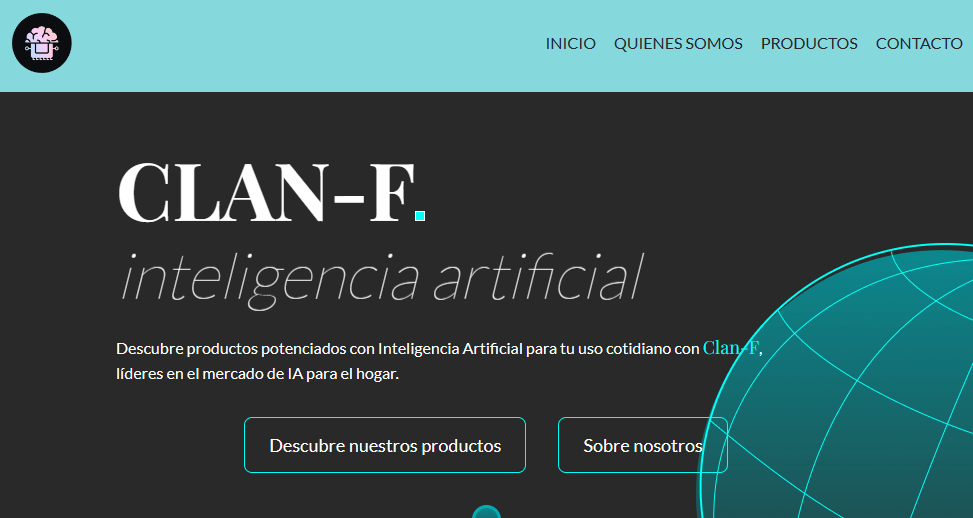 INICIO QUIENES SOMOS PRODUCTOS CONTACTO
CLAN-F.
inteligencia artificial
Descubre productos potenciados con Inteligencia Artificial para tu uso cotidiano con Clan-F,
líderes en el mercado de IA para el hogar.
Descubre nuestros productos Sobre nosotros